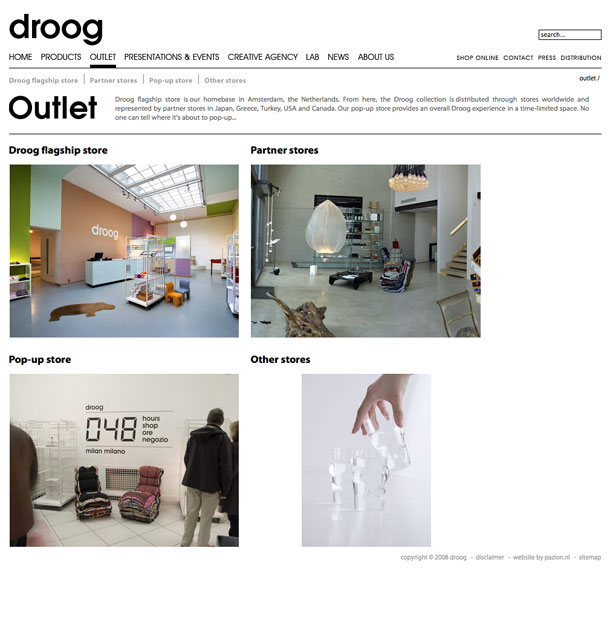 droog
search...
HOME PRODUCTS OUTLET PRESENTATIONS & EVENTS CREATIVE AGENCY LAB NEWS ABOUT US
SHOP ONLINE CONTACT PRESS DISTRIBUTION
Droog flagship store | Partner stores | Pop-up store | Other stores
outlet /
Outlet
Droog flagship store is our homebase in Amsterdam, the Netherlands. From here, the Droog collection is distributed through stores worldwide and
represented by partner stores in Japan, Greece, Turkey, USA and Canada. Our pop-up store provides an overall Droog experience in a time-limited space. No
one can tell where it's about to pop-up...
Droog flagship store
Partner stores
droog
Pop-up store
Other stores
droog
048
hours
shop
ore
negozio
milan milano
copyright © 2008 droog - disclaimer - website by pazion.nl - sitemap